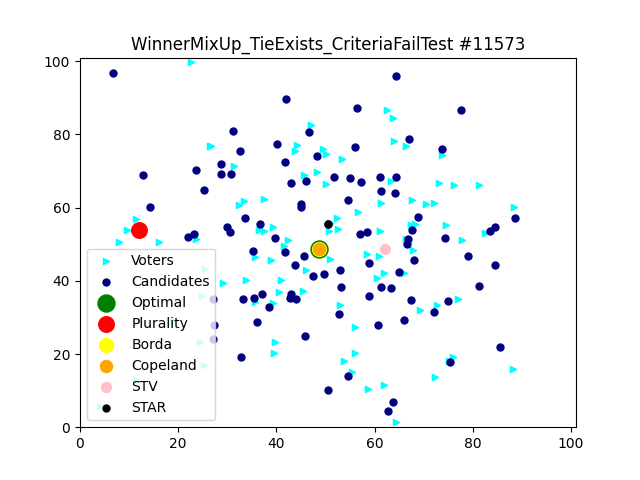 WinnerMixUp_TieExists_CriteriaFailTest #11573
100
80
60
40
20
0
Voters
Candidates
Optimal
Plurality
Borda
Copeland
STV
STAR
0 20 40 60 80 100